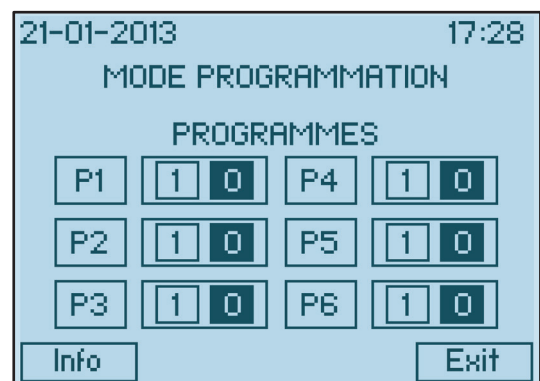 21-01-2013 17:28
MODE PROGRAMMATION
PROGRAMMES
P1 1 0 P4 1 0
P2 1 0 P5 1 0
P3 1 0 P6 1 0
Info Exit